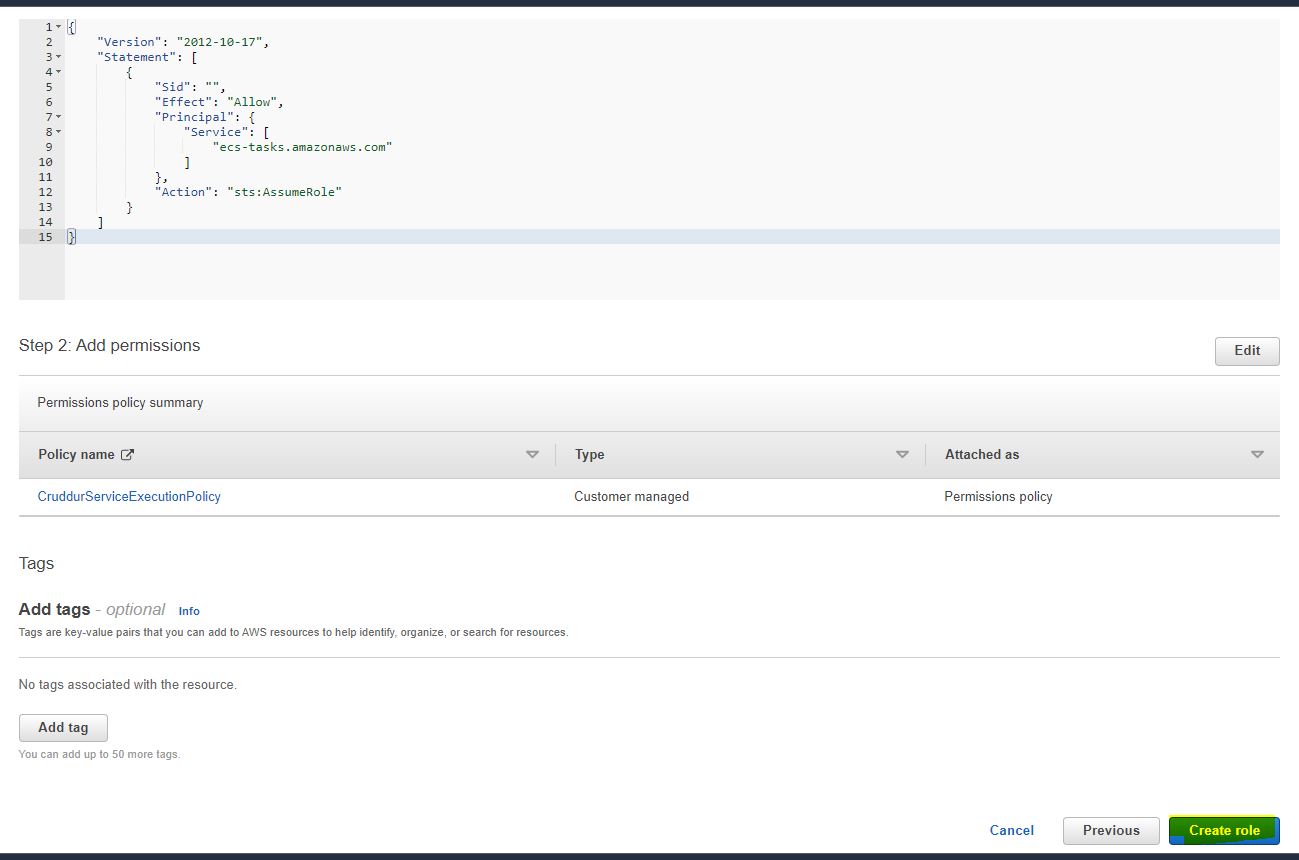 1 {
2 "Version": "2012-10-17",
3 "Statement": [
4 {
5 "Sid": "",
6 "Effect": "Allow",
7 "Principal": {
8 "Service": [
9 "ecs-tasks.amazonaws.com"
10 ]
11 },
12 "Action": "sts:AssumeRole"
13 }
14 ]
15 }
Step 2: Add permissions
Edit
Permissions policy summary
Policy name Type Attached as
CruddurServiceExecutionPolicy Customer managed Permissions policy
Tags
Add tags - optional Info
Tags are key-value pairs that you can add to AWS resources to help identify, organize, or search for resources.
No tags associated with the resource.
Add tag
You can add up to 50 more tags.
Cancel Previous Create role